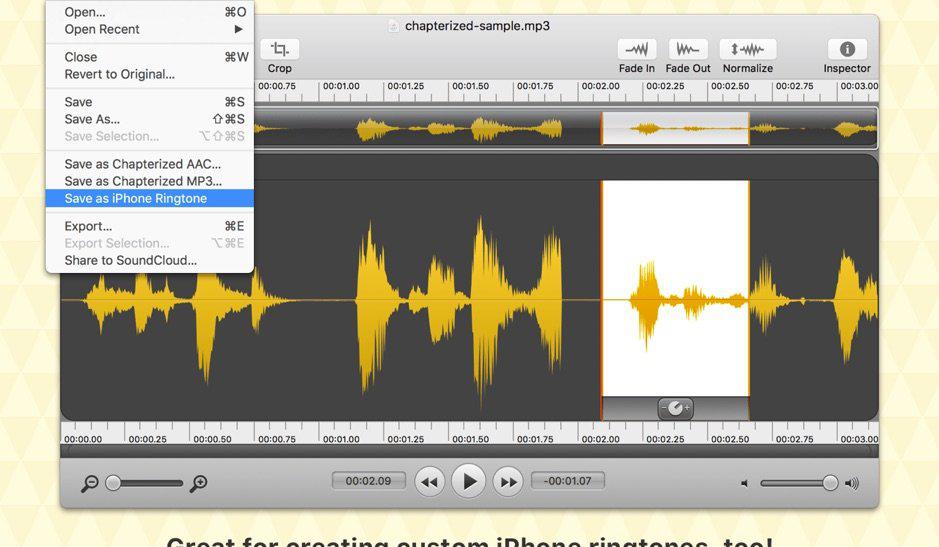 Open... ⌘O
Open Recent ▶
Close ⌘W
Revert to Original...
Save ⌘S
Save As... ⇧⌘S
Save Selection... ⌥⇧⌘S
Save as Chapterized AAC...
Save as Chapterized MP3...
Save as iPhone Ringtone
Export... ⌘E
Export Selection... ⌥⌘E
Share to SoundCloud...
chapterized-sample.mp3
Crop Fade In Fade Out Normalize Inspector
00:00.75 00:01.00 00:01.25 00:01.50 00:01.75 00:02.00 00:02.25 00:02.50 00:02.75 00:03.00
00:00.00 00:00.25 00:00.50 00:00.75 00:01.00 00:01.25 00:01.50 00:01.75 00:02.00 00:02.25 00:02.50 00:02.75 00:03.00
00:02.09 -00:01.07
Great for creating custom iPhone ringtones, too!